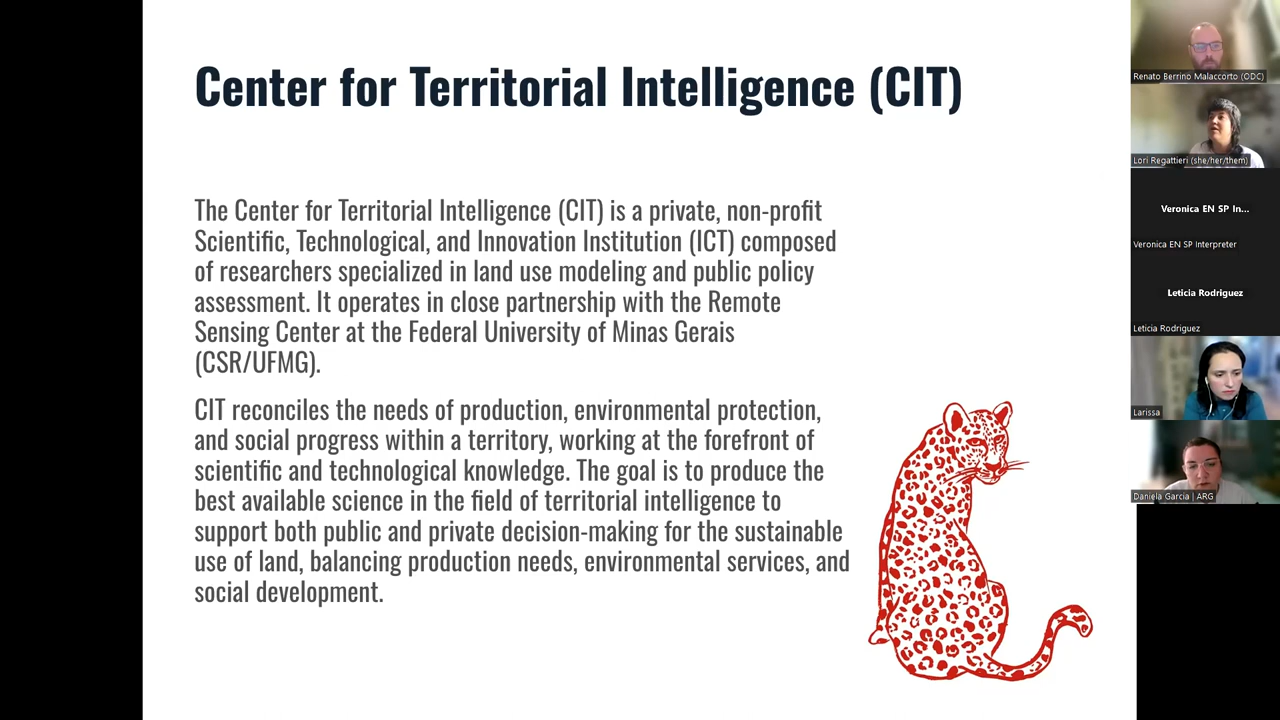 Center for Territorial Intelligence (CIT)
The Center for Territorial Intelligence (CIT) is a private, non-profit
Scientific, Technological, and Innovation Institution (ICT) composed
of researchers specialized in land use modeling and public policy
assessment. It operates in close partnership with the Remote
Sensing Center at the Federal University of Minas Gerais
(CSR/UFMG).
CIT reconciles the needs of production, environmental protection,
and social progress within a territory, working at the forefront of
scientific and technological knowledge. The goal is to produce the
best available science in the field of territorial intelligence to
support both public and private decision-making for the sustainable
use of land, balancing production needs, environmental services, and
social development.
Renato Berrino Malaccorto (ODC)
Lori Regattieri (she/her/them)
Veronica EN SP In...
Veronica EN SP Interpreter
Leticia Rodriguez
Leticia Rodriguez
Larissa
Daniela Garcia | ARG